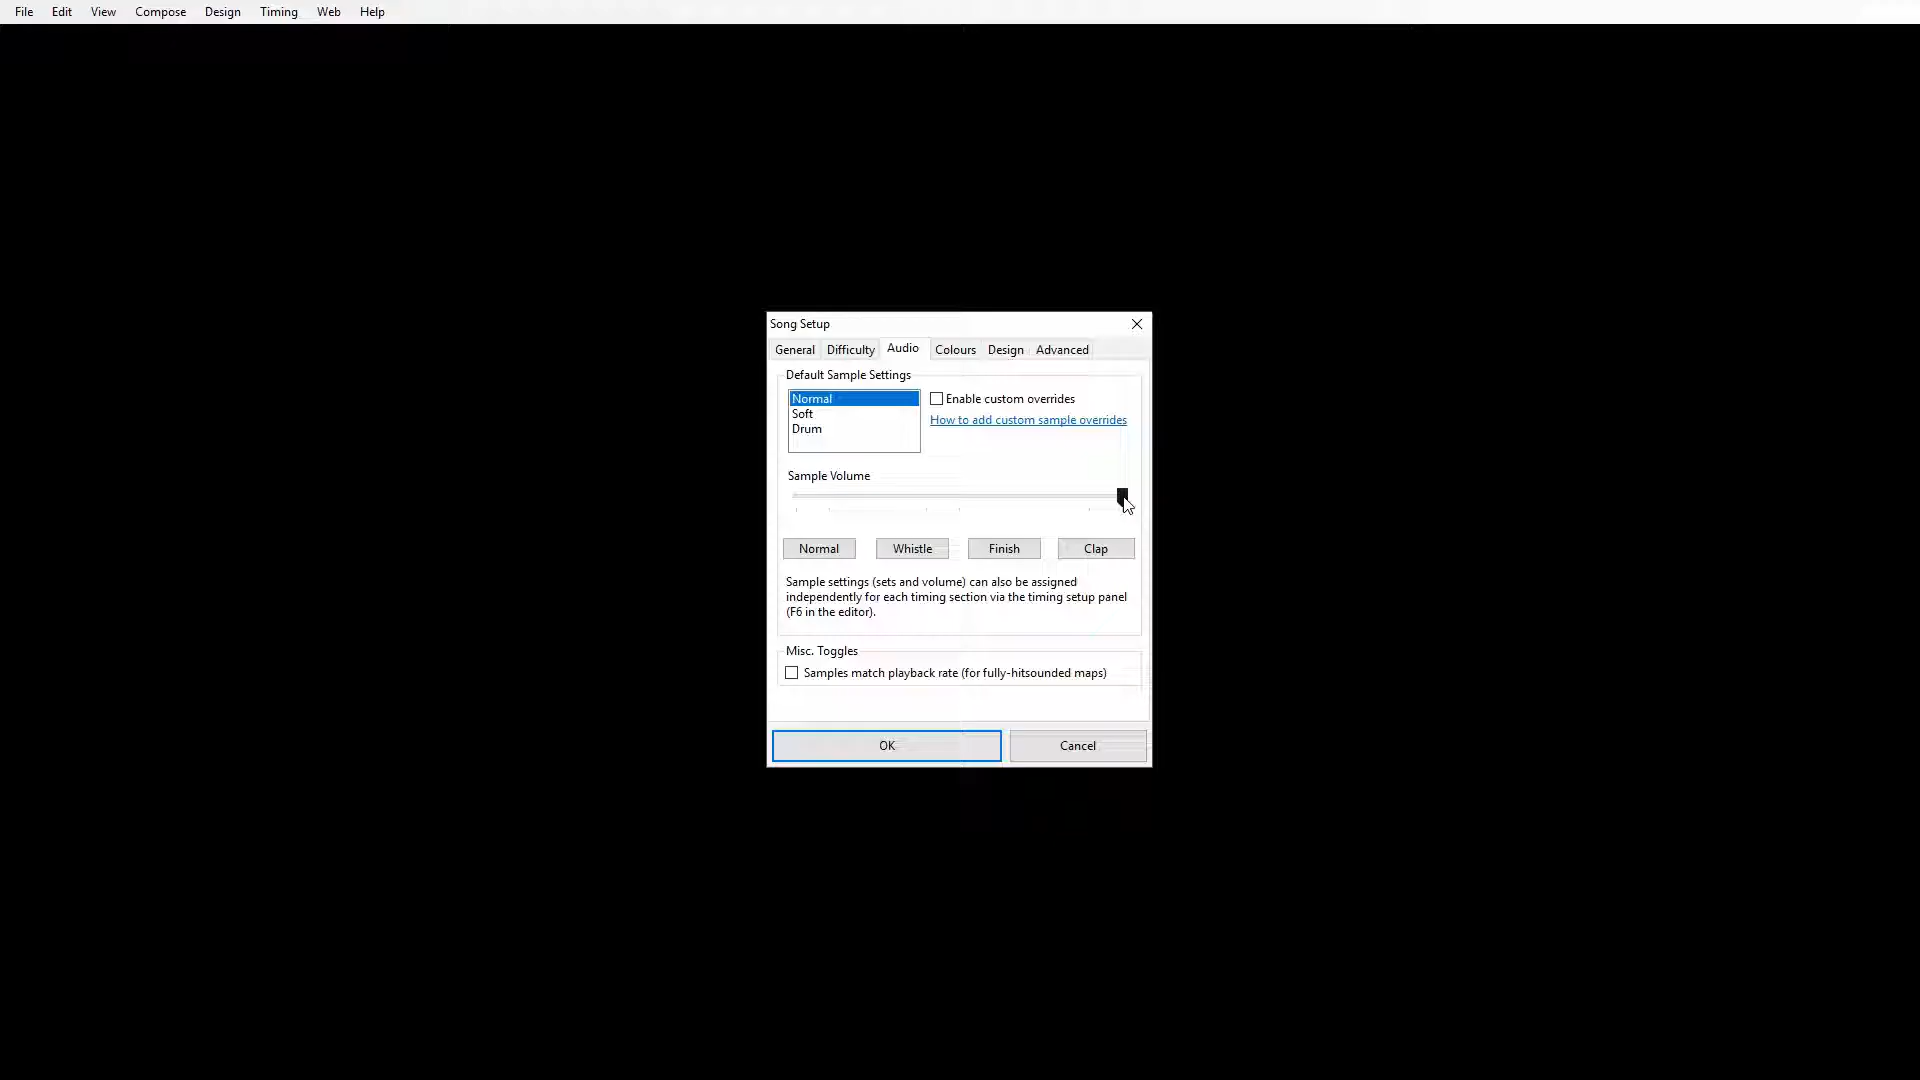 File Edit View Compose Design Timing Web Help
Song Setup
General Difficulty Audio Colours Design Advanced
Default Sample Settings
Normal
Soft
Drum
Enable custom overrides
How to add custom sample overrides
Sample Volume
Normal Whistle Finish Clap
Sample settings (sets and volume) can also be assigned
independently for each timing section via the timing setup panel
(F6 in the editor).
Misc. Toggles
Samples match playback rate (for fully-hitsounded maps)
OK Cancel